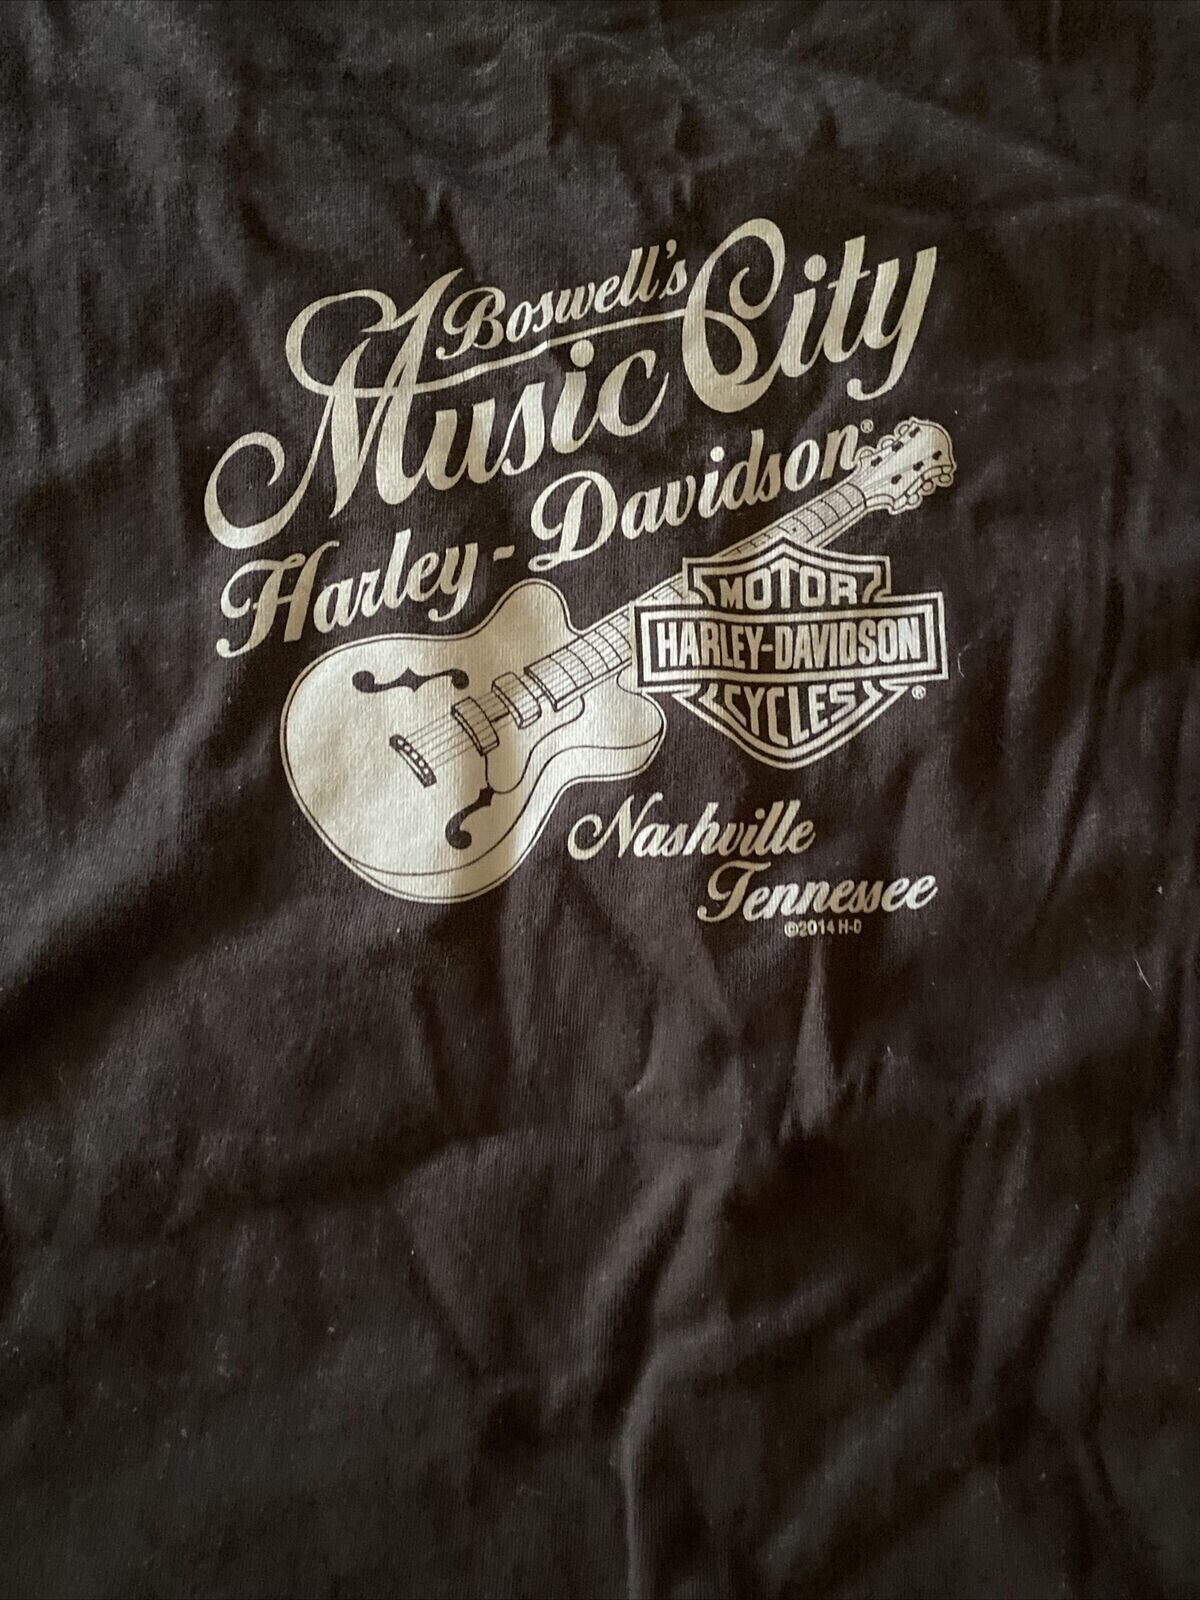 Boswell's
Music City
Harley-Davidson®
MOTOR
HARLEY-DAVIDSON
CYCLES ®
Nashville
Tennessee
©2014 H-D